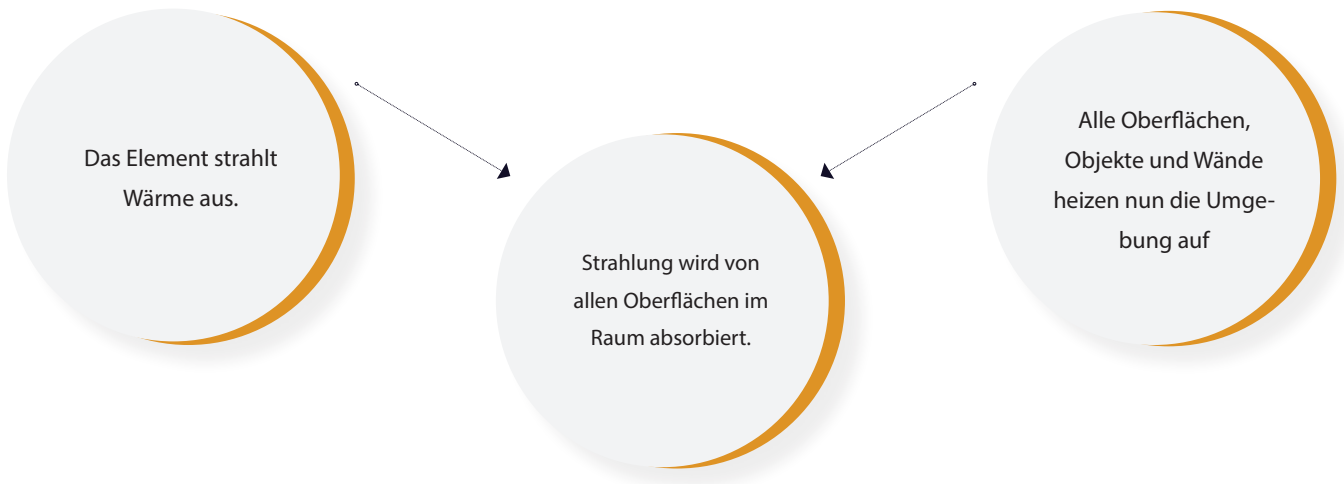 Das Element strahlt
Wärme aus.
Strahlung wird von
allen Oberflächen im
Raum absorbiert.
Alle Oberflächen,
Objekte und Wände
heizen nun die Umge-
bung auf